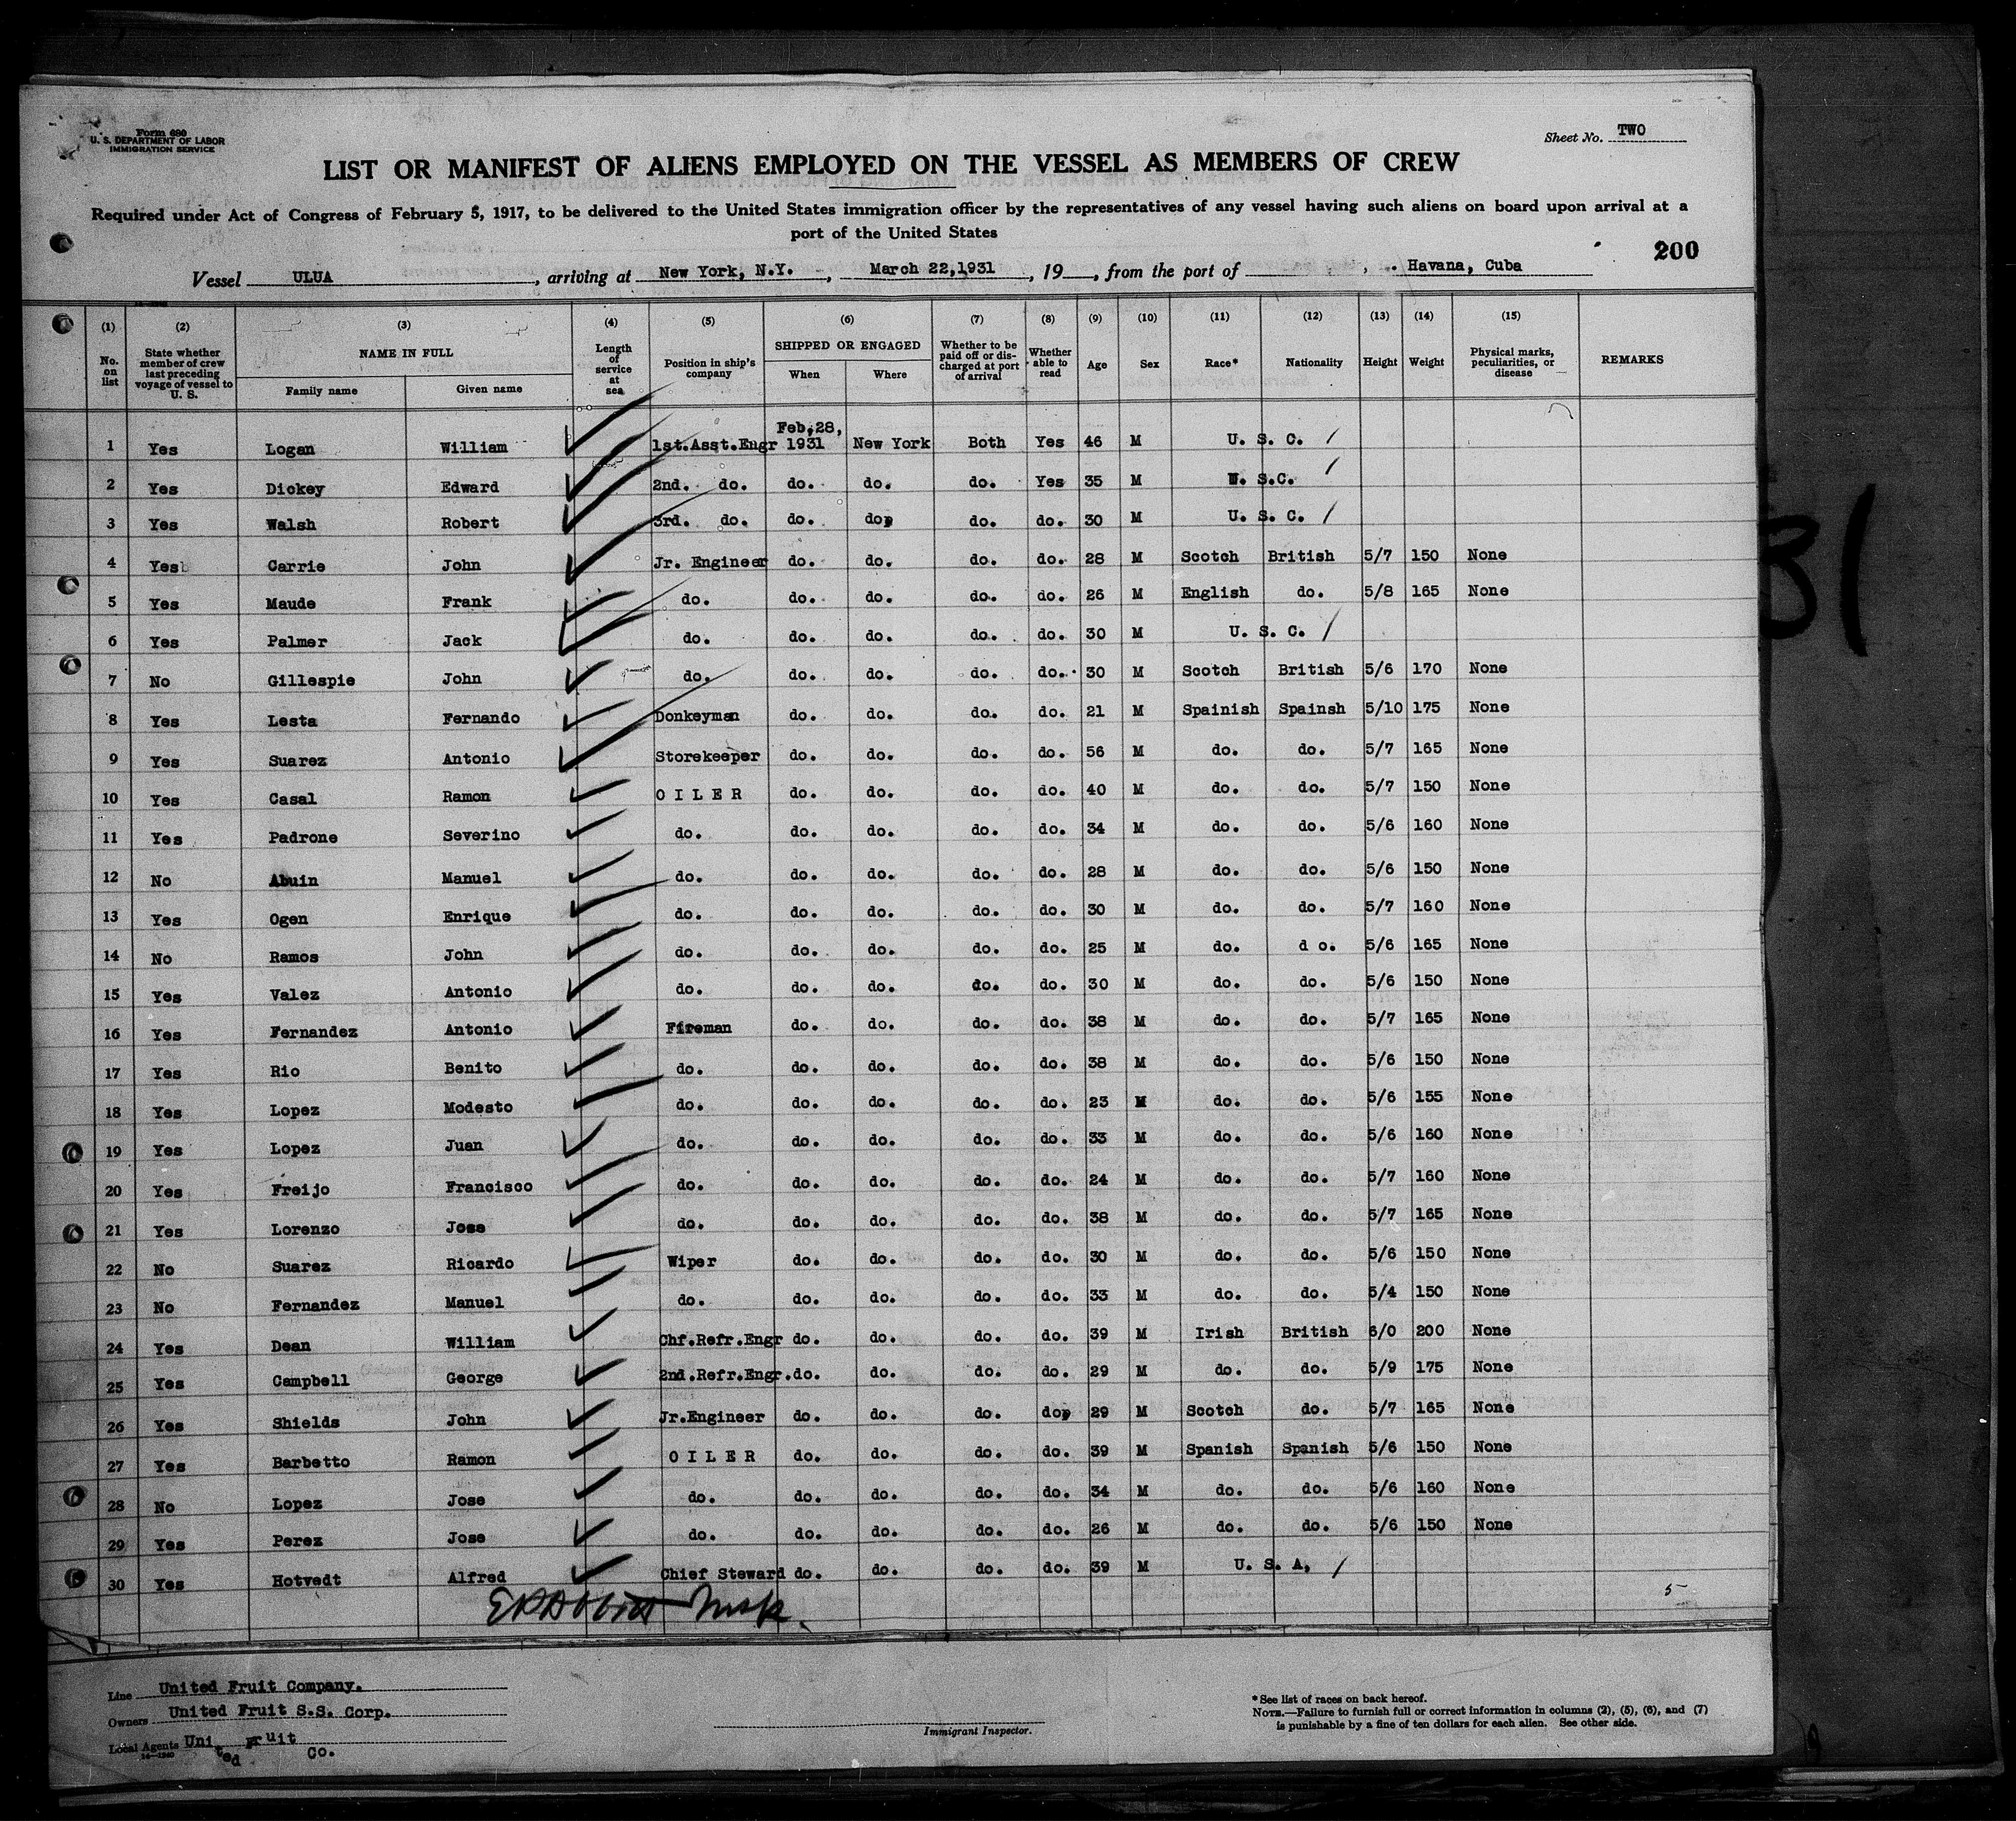 Form 680
U. S. DEPARTMENT OF LABOR
IMMIGRATION SERVICE
Sheet No. TWO
LIST OR MANIFEST OF ALIENS EMPLOYED ON THE VESSEL AS MEMBERS OF CREW
Required under Act of Congress of February 5, 1917, to be delivered to the United States immigration officer by the representatives of any vessel having such aliens on board upon arrival at a
port of the United States
200
Vessel ULUA, arriving at New York, N.Y., March 22,1931, 19, from the port of Havana, Cuba
(1) No. on list (2) State whether member of crew last preceding voyage of vessel to U. S. (3) NAME IN FULL Family name Given name (4) Length of service at sea (5) Position in ship's company (6) SHIPPED OR ENGAGED When Where (7) Whether to be paid off or discharged at port of arrival (8) Whether able to read (9) Age (10) Sex (11) Race* (12) Nationality (13) Height (14) Weight (15) Physical marks, peculiarities, or disease REMARKS
1 Yes Logan William 1st.Asst.Engr Feb.28, 1931 New York Both Yes 46 M U. S. C. /
2 Yes Dickey Edward 2nd. do. do. do. do. Yes 35 M U. S.C. /
3 Yes Walsh Robert 3rd. do. do. do. do. do. 30 M U. S. C. /
4 Yes Carrie John Jr. Engineer do. do. do. do. 28 M Scotch British 5/7 150 None
5 Yes Maude Frank do. do. do. do. do. 26 M English do. 5/8 165 None
6 Yes Palmer Jack do. do. do. do. do. 30 M U. S. C. /
7 No Gillespie John do. do. do. do. do. 30 M Scotch British 5/6 170 None
8 Yes Lesta Fernando Donkeyman do. do. do. do. 21 M Spainish Spainsh 5/10 175 None
9 Yes Suarez Antonio Storekeeper do. do. do. do. 56 M do. do. 5/7 165 None
10 Yes Casal Ramon O I L E R do. do. do. do. 40 M do. do. 5/7 150 None
11 Yes Padrone Severino do. do. do. do. do. 34 M do. do. 5/6 160 None
12 No Abuin Manuel do. do. do. do. do. 28 M do. do. 5/6 150 None
13 Yes Ogen Enrique do. do. do. do. do. 30 M do. do. 5/7 160 None
14 No Ramos John do. do. do. do. do. 25 M do. d o. 5/6 165 None
15 Yes Valez Antonio do. do. do. do. do. 30 M do. do. 5/6 150 None
16 Yes Fernandez Antonio Fireman do. do. do. do. 38 M do. do. 5/7 165 None
17 Yes Rio Benito do. do. do. do. do. 38 M do. do. 5/6 150 None
18 Yes Lopez Modesto do. do. do. do. do. 23 M do. do. 5/6 155 None
19 Yes Lopez Juan do. do. do. do. do. 33 M do. do. 5/6 160 None
20 Yes Freijo Francisco do. do. do. do. do. 24 M do. do. 5/7 160 None
21 Yes Lorenzo Jose do. do. do. do. do. 38 M do. do. 5/7 165 None
22 No Suarez Ricardo Wiper do. do. do. do. 30 M do. do. 5/6 150 None
23 No Fernandez Manuel do. do. do. do. do. 33 M do. do. 5/4 150 None
24 Yes Dean William Chf.Refr.Engr do. do. do. do. 39 M Irish British 6/0 200 None
25 Yes Campbell George 2nd.Refr.Engr. do. do. do. do. 29 M do. do. 5/9 175 None
26 Yes Shields John Jr.Engineer do. do. do. do. 29 M Scotch do. 5/7 165 None
27 Yes Barbetto Ramon O I L E R do. do. do. do. 39 M Spanish Spanish 5/6 150 None
28 No Lopez Jose do. do. do. do. do. 34 M do. do. 5/6 160 None
29 Yes Perez Jose do. do. do. do. do. 26 M do. do. 5/6 150 None
30 Yes Hotvedt Alfred Chief Steward do. do. do. do. 39 M U. S. A. /
5
Line United Fruit Company.
Owners United Fruit S.S. Corp.
Local Agents United Fruit Co.
14—1240
Immigrant Inspector.
*See list of races on back hereof.
NOTE.—Failure to furnish full or correct information in columns (2), (5), (6), and (7)
is punishable by a fine of ten dollars for each alien. See other side.
31